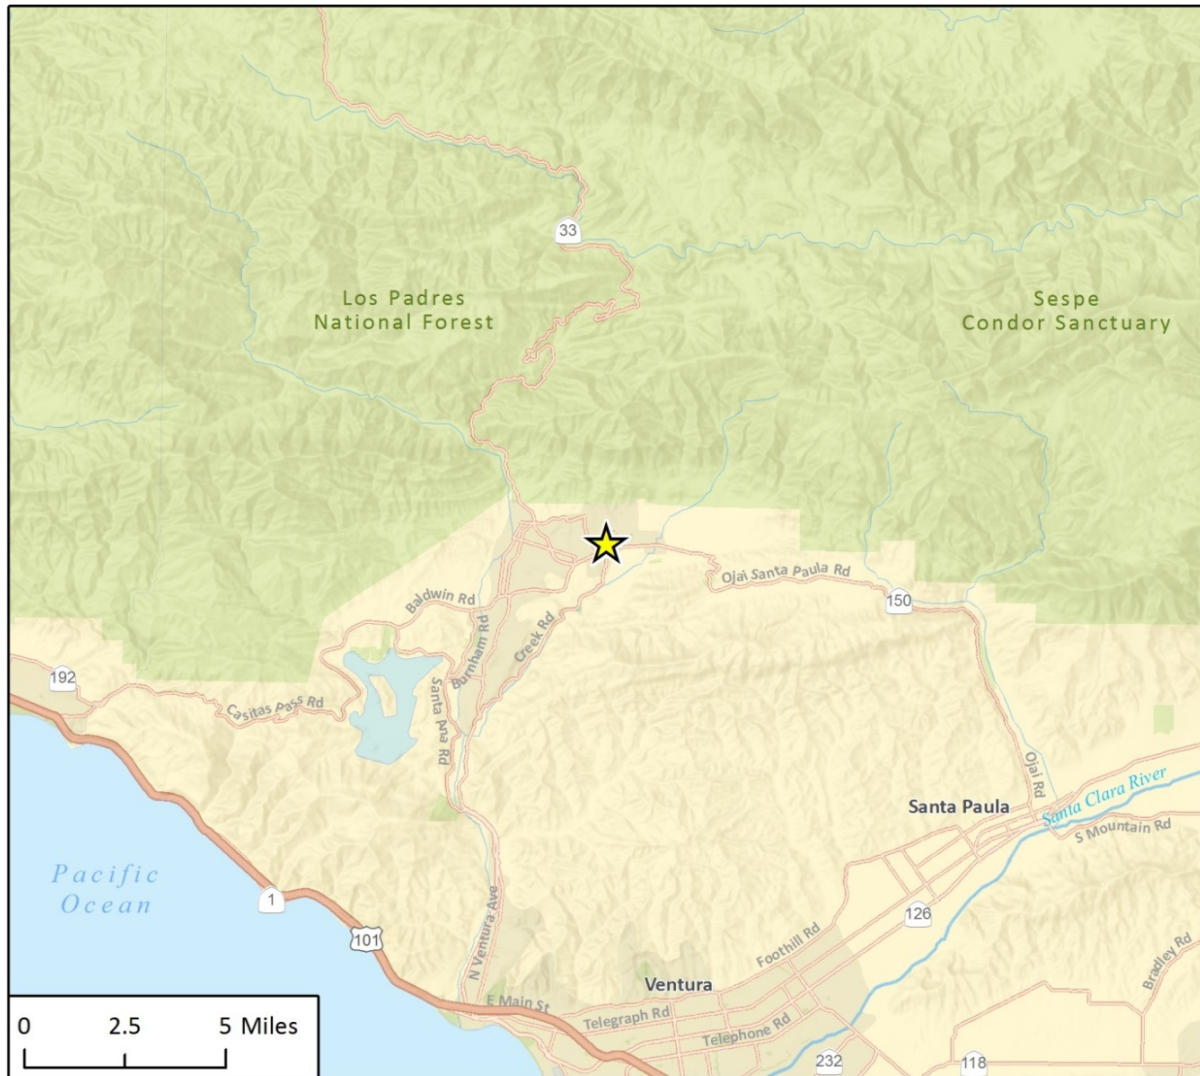 33
Los Padres
National Forest
Sespe
Condor Sanctuary
Ojai Santa Paula Rd
150
Baldwin Rd
Burnham Rd
Creek Rd
192
Casitas Pass Rd
Santa Ana Rd
Ojai Rd
Santa Clara River
Santa Paula
S Mountain Rd
Pacific
Ocean
1
101
N Ventura Ave
126
Foothill Rd
Bradley Rd
Ventura
E Main St
Telegraph Rd
Telephone Rd
232
118
0 2.5 5 Miles